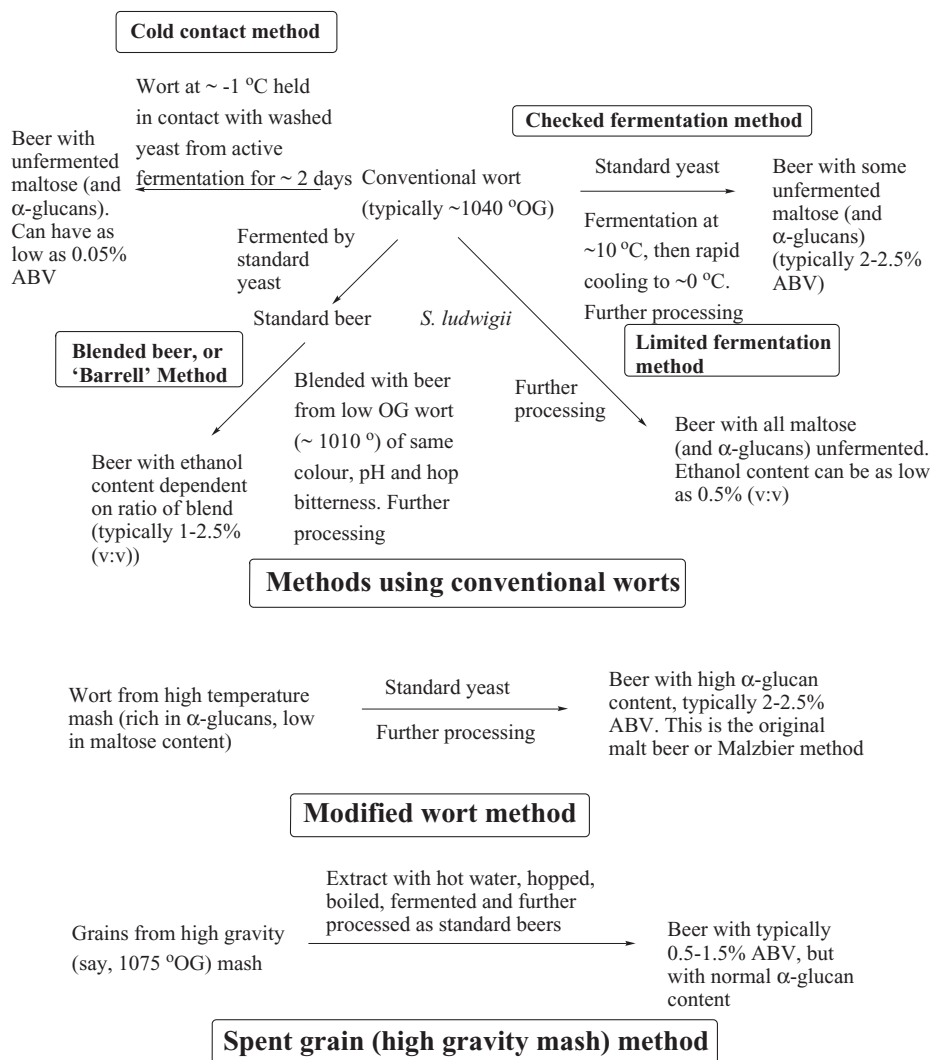 Cold contact method
Wort at ~ -1 °C held
in contact with washed
yeast from active
fermentation for ~ 2 days
Beer with
unfermented
maltose (and
α-glucans).
Can have as
low as 0.05%
ABV
Conventional wort
(typically ~1040 °OG)
Checked fermentation method
Standard yeast
Fermentation at
~10 °C, then rapid
cooling to ~0 °C.
Further processing
Beer with some
unfermented
maltose (and
α-glucans)
(typically 2-2.5%
ABV)
Fermented by
standard
yeast
Standard beer
S. ludwigii
Blended beer, or
‘Barrell’ Method
Blended with beer
from low OG wort
(~ 1010 °) of same
colour, pH and hop
bitterness. Further
processing
Beer with ethanol
content dependent
on ratio of blend
(typically 1-2.5%
(v:v))
Limited fermentation
method
Further
processing
Beer with all maltose
(and α-glucans) unfermented.
Ethanol content can be as low
as 0.5% (v:v)
Methods using conventional worts
Wort from high temperature
mash (rich in α-glucans, low
in maltose content)
Standard yeast
Further processing
Beer with high α-glucan
content, typically 2-2.5%
ABV. This is the original
malt beer or Malzbier method
Modified wort method
Grains from high gravity
(say, 1075 °OG) mash
Extract with hot water, hopped,
boiled, fermented and further
processed as standard beers
Beer with typically
0.5-1.5% ABV, but
with normal α-glucan
content
Spent grain (high gravity mash) method